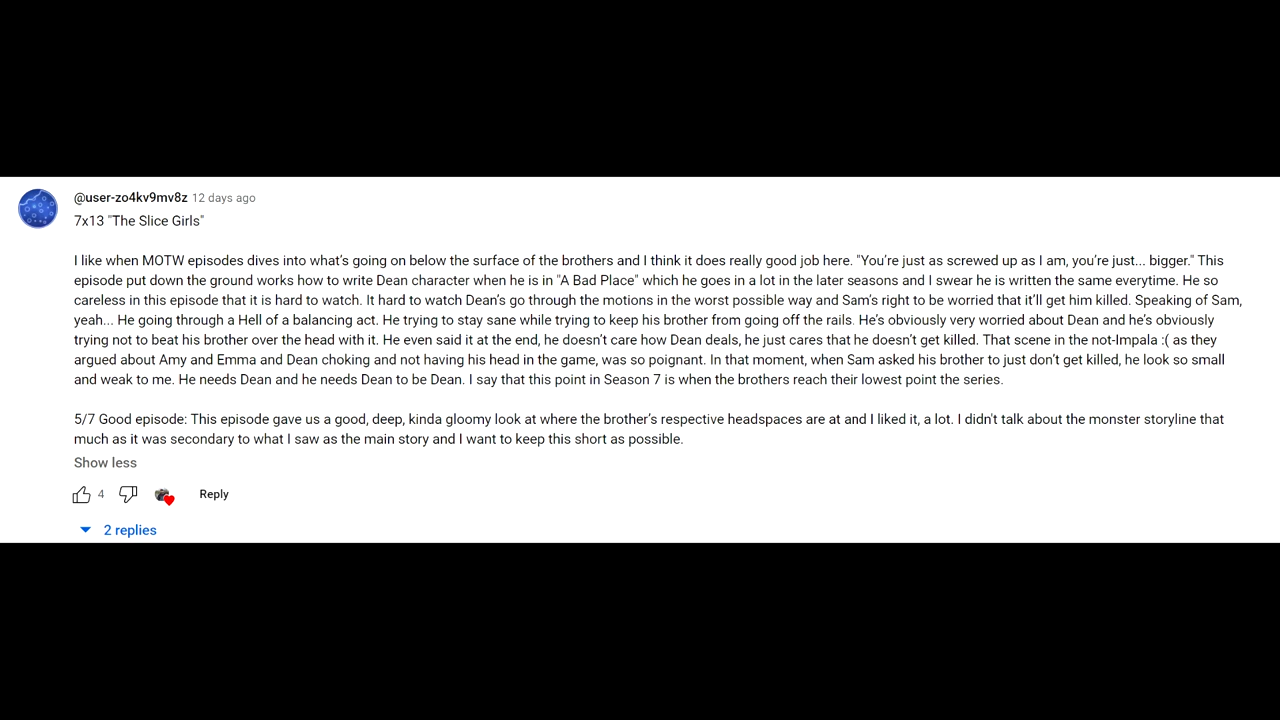 @user-zo4kv9mv8z 12 days ago
7x13 "The Slice Girls"
I like when MOTW episodes dives into what's going on below the surface of the brothers and I think it does really good job here. "You're just as screwed up as I am, you're just... bigger." This
episode put down the ground works how to write Dean character when he is in "A Bad Place" which he goes in a lot in the later seasons and I swear he is written the same everytime. He so
careless in this episode that it is hard to watch. It hard to watch Dean's go through the motions in the worst possible way and Sam's right to be worried that it'll get him killed. Speaking of Sam,
yeah... He going through a Hell of a balancing act. He trying to stay sane while trying to keep his brother from going off the rails. He's obviously very worried about Dean and he's obviously
trying not to beat his brother over the head with it. He even said it at the end, he doesn't care how Dean deals, he just cares that he doesn't get killed. That scene in the not-Impala :( as they
argued about Amy and Emma and Dean choking and not having his head in the game, was so poignant. In that moment, when Sam asked his brother to just don't get killed, he look so small
and weak to me. He needs Dean and he needs Dean to be Dean. I say that this point in Season 7 is when the brothers reach their lowest point the series.
5/7 Good episode: This episode gave us a good, deep, kinda gloomy look at where the brother's respective headspaces are at and I liked it, a lot. I didn't talk about the monster storyline that
much as it was secondary to what I saw as the main story and I want to keep this short as possible.
Show less
4 Reply
2 replies